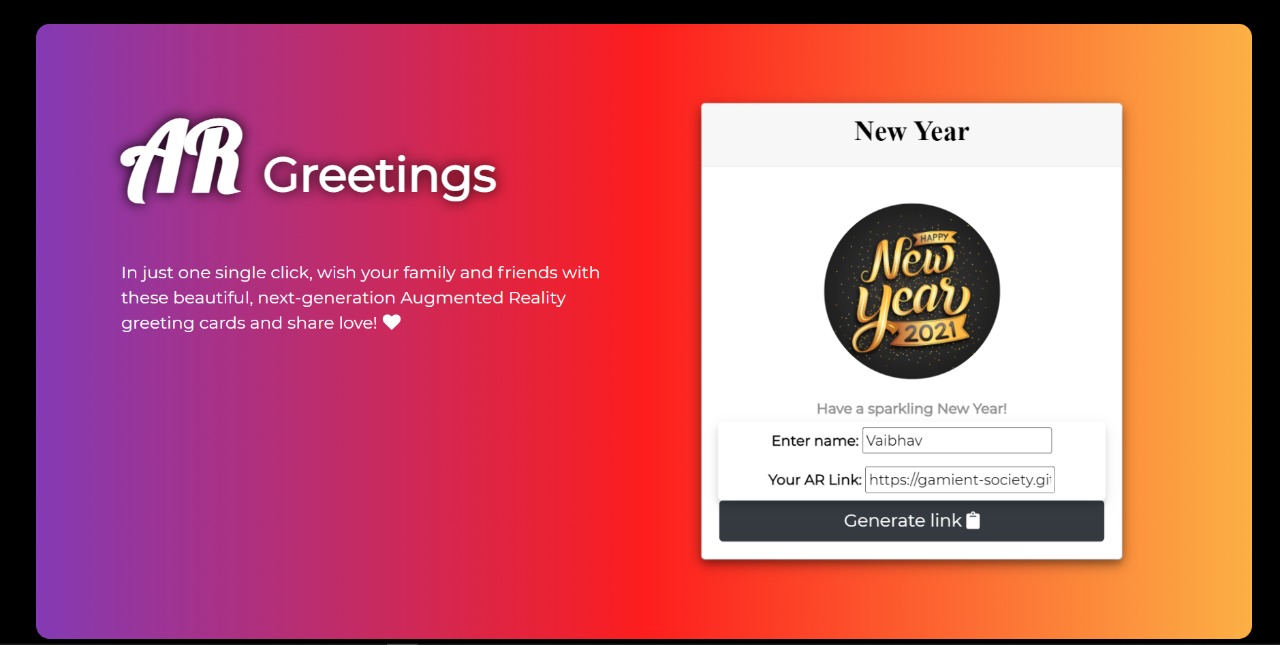 AR Greetings
In just one single click, wish your family and friends with
these beautiful, next-generation Augmented Reality
greeting cards and share love!
New Year
HAPPY
New
Year
2021
Have a sparkling New Year!
Enter name: Vaibhav
Your AR Link: https://gamient-society.gi
Generate link